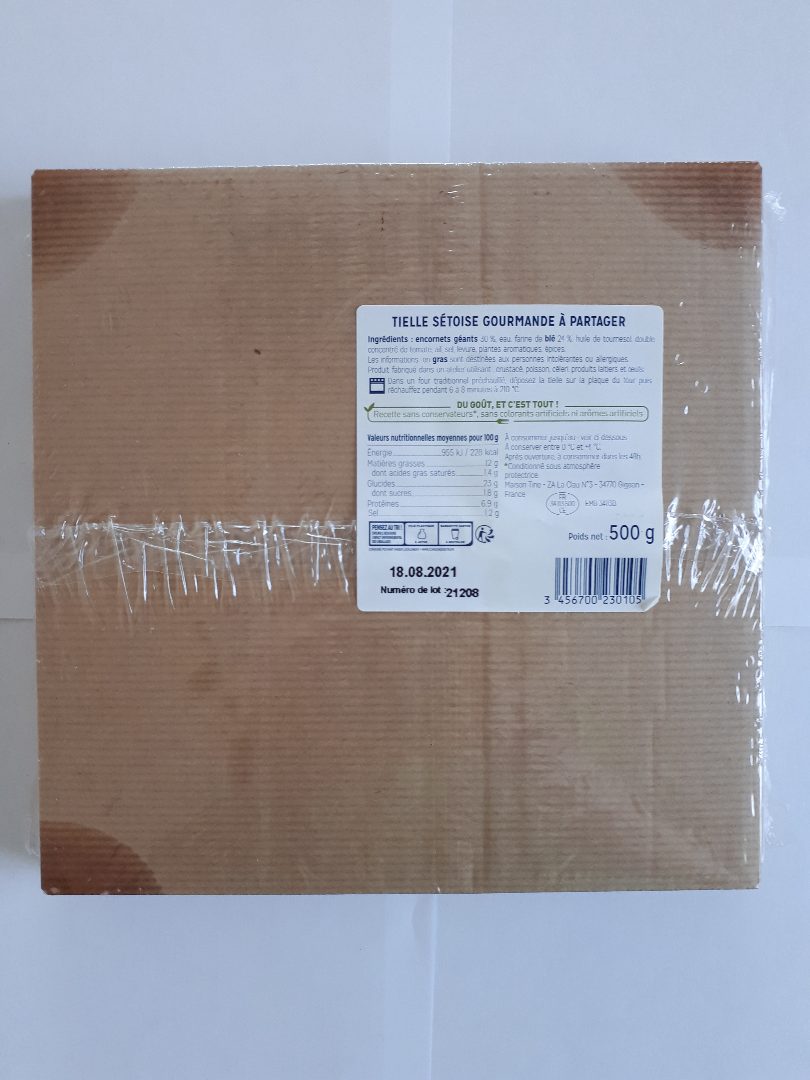 TIELLE SÉTOISE GOURMANDE À PARTAGER
Ingrédients : encornets géants 30 %, eau, farine de blé 24 %, huile de tournesol, double
concentré de tomate, ail, sel, levure, plantes aromatiques, épices.
Les informations en gras sont destinées aux personnes intolérantes ou allergiques.
Produit fabriqué dans un atelier utilisant : crustacé, poisson, céleri, produits laitiers et œufs.
Dans un four traditionnel préchauffé, déposez la tielle sur la plaque du four puis
réchauffez pendant 6 à 8 minutes à 210 °C.
DU GOÛT, ET C'EST TOUT !
Recette sans conservateurs*, sans colorants artificiels ni arômes artificiels
Valeurs nutritionnelles moyennes pour 100 g
Énergie 955 kJ / 228 kcal
Matières grasses 12 g
dont acides gras saturés 1.4 g
Glucides 23 g
dont sucres 1.8 g
Protéines 6.9 g
Sel 1.2 g
À consommer jusqu'au : voir ci-dessous
À conserver entre 0 °C et +4 °C.
Après ouverture, à consommer dans les 48h.
*Conditionné sous atmosphère
protectrice.
Maison Tino - ZA La Clau N°3 - 34770 Gigean -
France
FR
CE
PENSEZ AU TRI !
Poids net : 500 g
18.08.2021
Numéro de lot : 21208
3 456700 230105